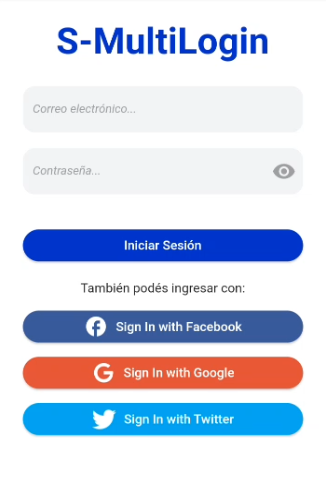 S-MultiLogin
Correo electrónico...
Contraseña...
Iniciar Sesión
También podés ingresar con:
Sign In with Facebook
Sign In with Google
Sign In with Twitter